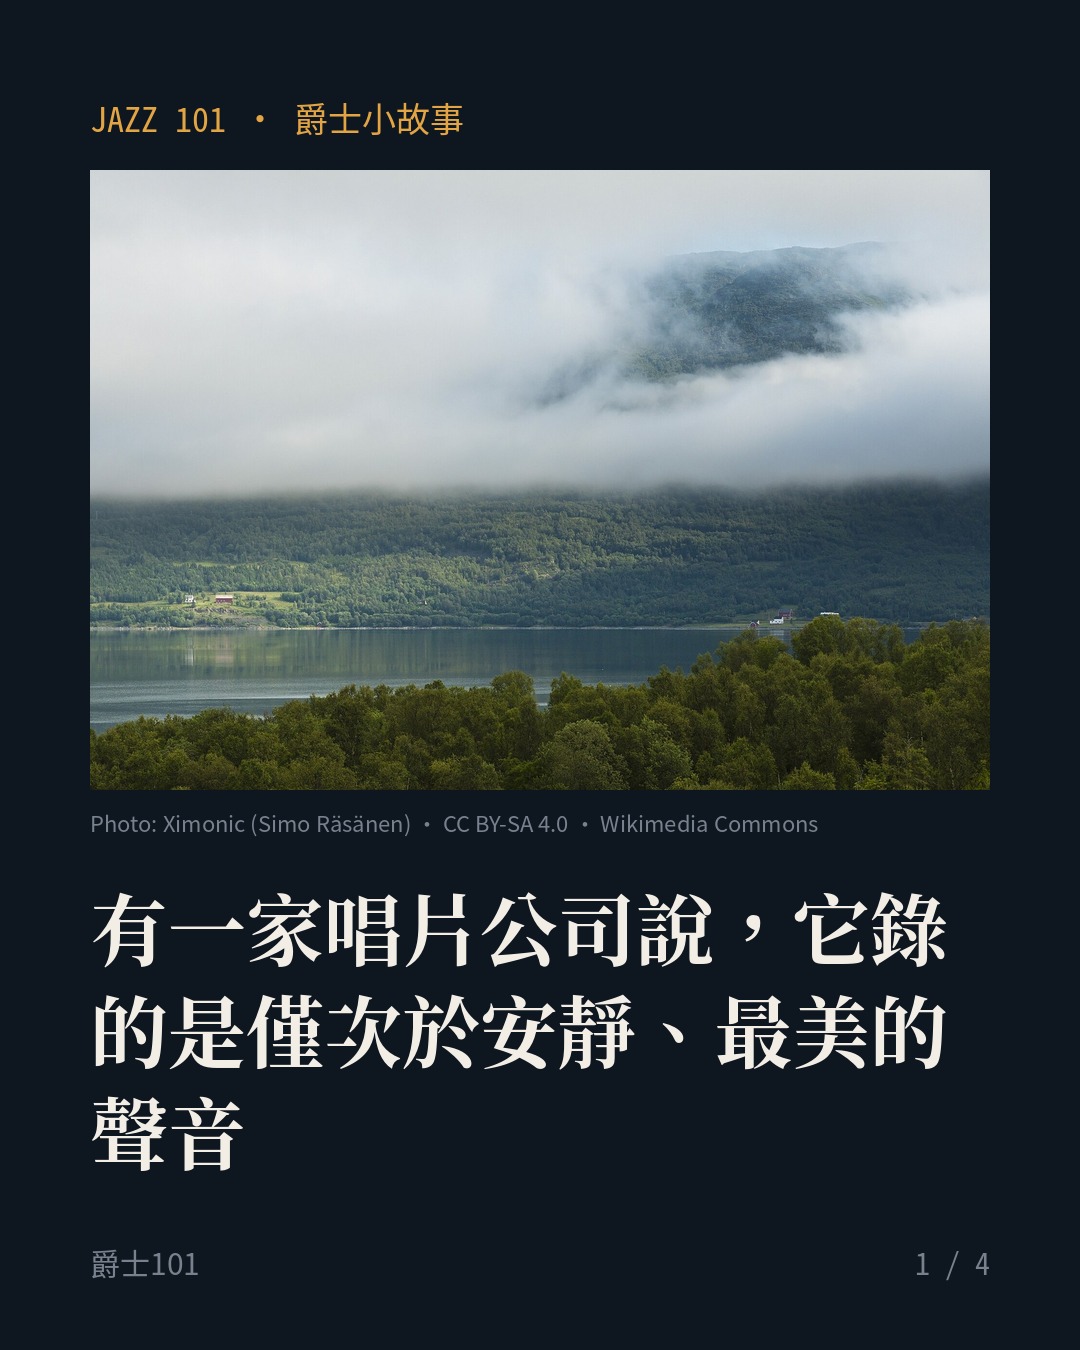 JAZZ 101 · 爵士小故事
Photo: Ximonic (Simo Räsänen) · CC BY-SA 4.0 · Wikimedia Commons
有一家唱片公司說，它錄
的是僅次於安靜、最美的
聲音
爵士101
1 / 4